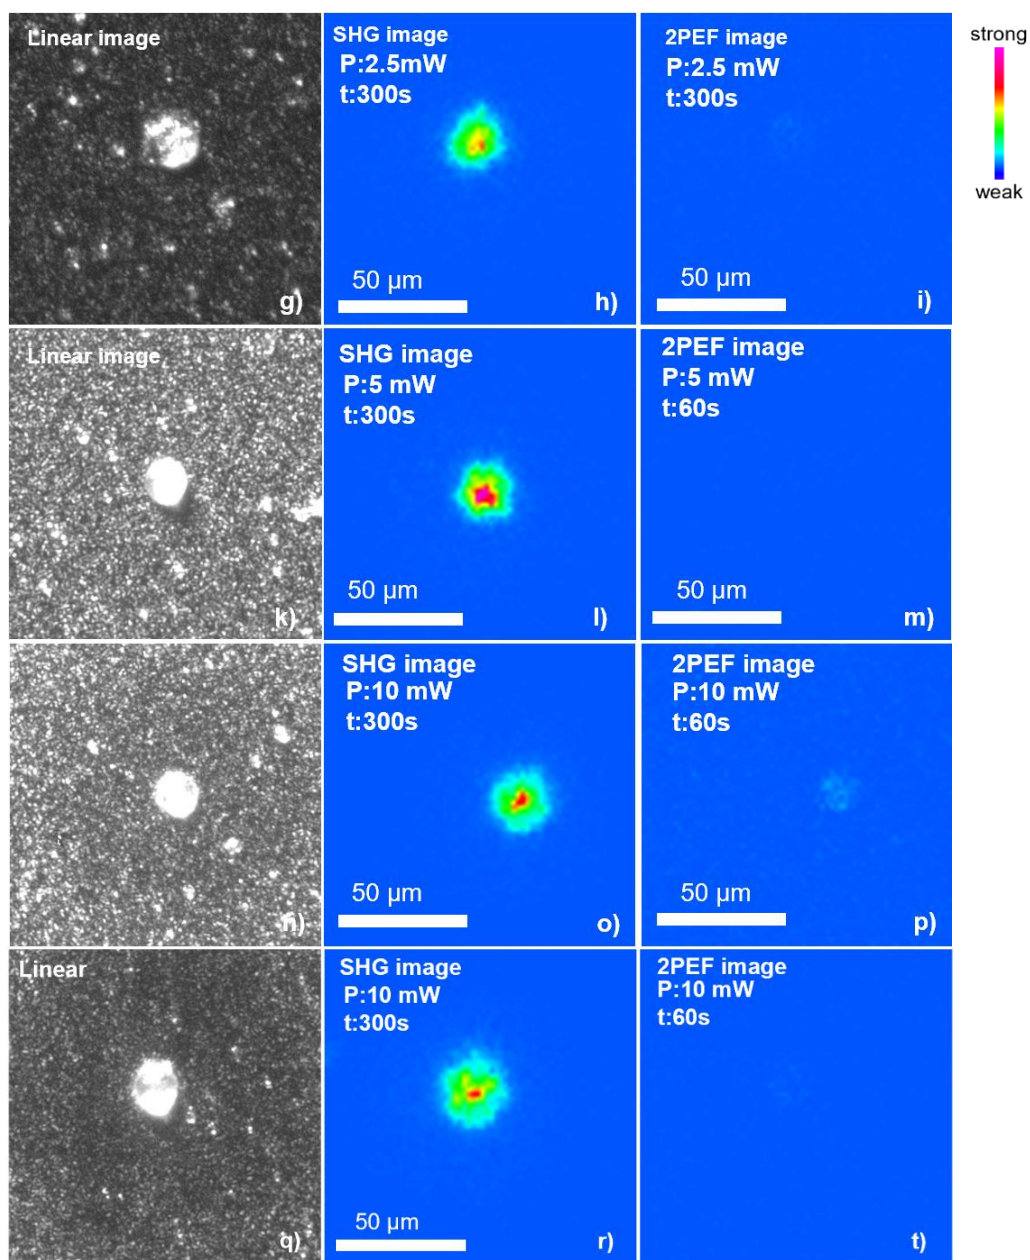 Linear image
SHG image
P:2.5mW
t:300s
2PEF image
P:2.5 mW
t:300s
strong
weak
50 µm
50 µm
g)
h)
i)
Linear image
SHG image
P:5 mW
t:300s
2PEF image
P:5 mW
t:60s
50 µm
50 µm
k)
l)
m)
SHG image
P:10 mW
t:300s
2PEF image
P:10 mW
t:60s
50 µm
50 µm
n)
o)
p)
Linear
SHG image
P:10 mW
t:300s
2PEF image
P:10 mW
t:60s
50 µm
q)
r)
t)